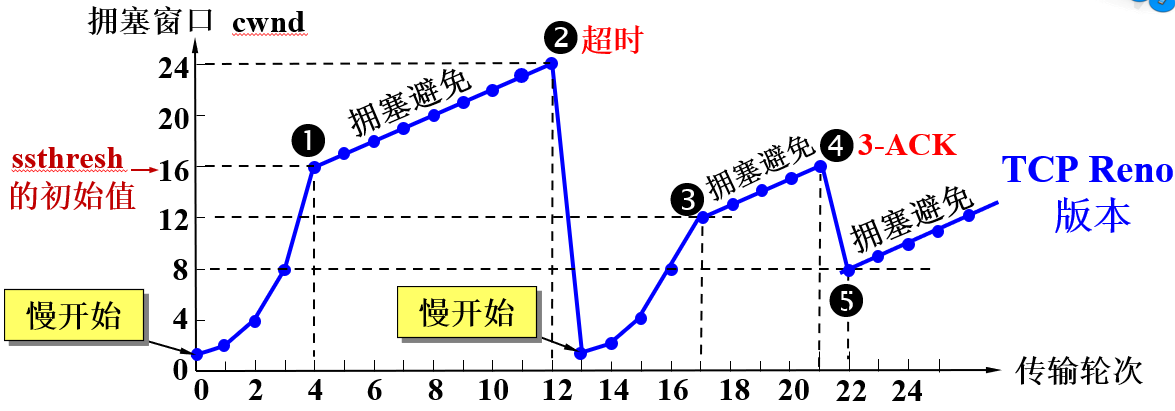 拥塞窗口 cwnd
❷ 超时
24
拥塞避免
20
❶
❹ 3-ACK
ssthresh
的初始值
16
拥塞避免
TCP Reno
版本
❸
12
拥塞避免
8
❺
慢开始
慢开始
4
0
0 2 4 6 8 10 12 14 16 18 20 22 24
传输轮次